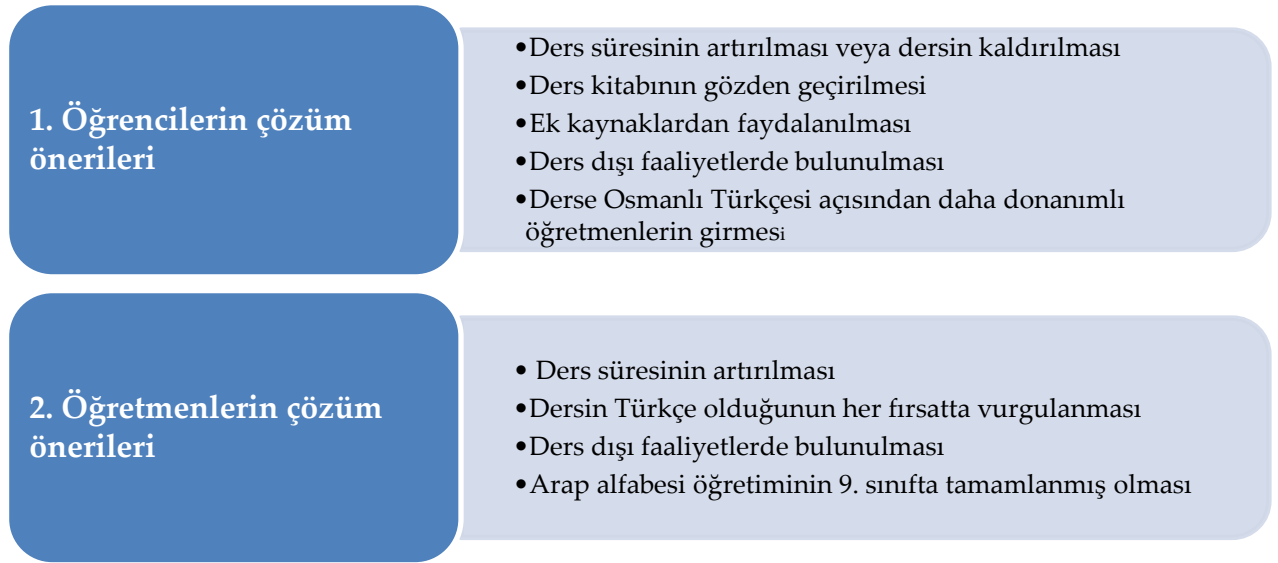 1. Öğrencilerin çözüm
önerileri
•Ders süresinin artırılması veya dersin kaldırılması
•Ders kitabının gözden geçirilmesi
•Ek kaynaklardan faydalanılması
•Ders dışı faaliyetlerde bulunulması
•Derse Osmanlı Türkçesi açısından daha donanımlı
öğretmenlerin girmesi
2. Öğretmenlerin çözüm
önerileri
• Ders süresinin artırılması
•Dersin Türkçe olduğunun her fırsatta vurgulanması
•Ders dışı faaliyetlerde bulunulması
•Arap alfabesi öğretiminin 9. sınıfta tamamlanmış olması